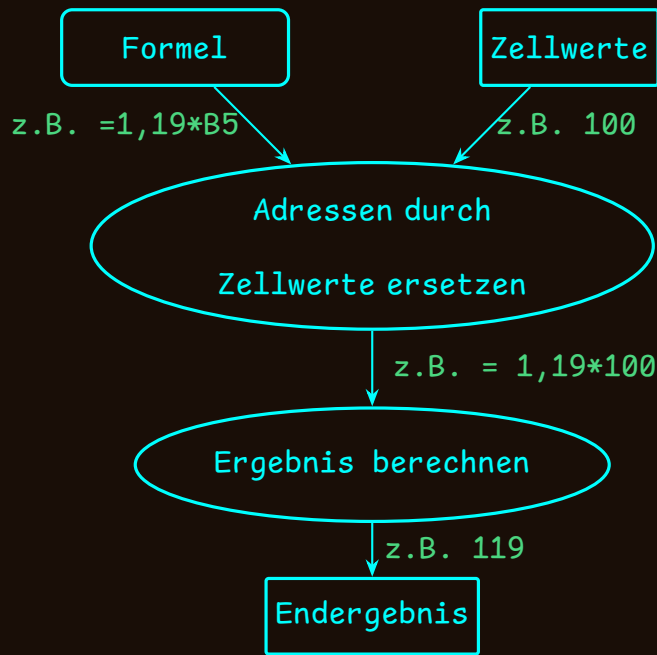 Formel
Zellwerte
z.B. =1,19*B5
z.B. 100
Adressen durch
Zellwerte ersetzen
z.B. = 1,19*100
Ergebnis berechnen
z.B. 119
Endergebnis